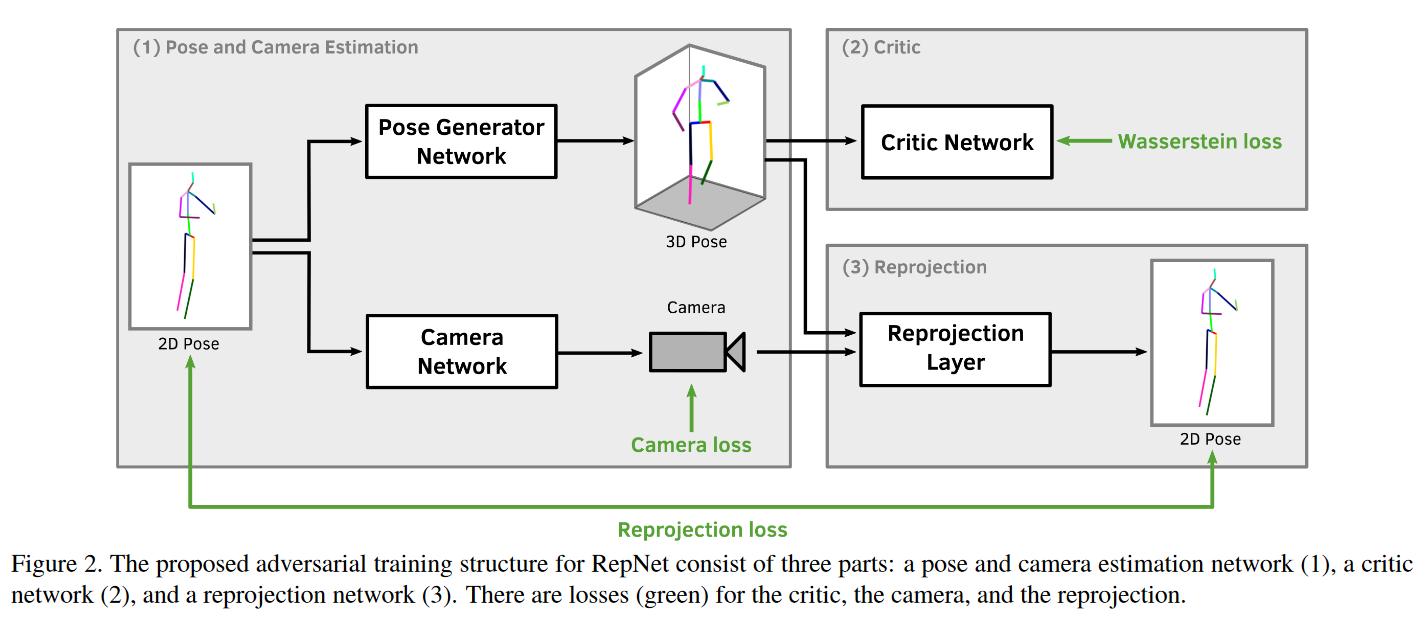 (1) Pose and Camera Estimation
Pose Generator
Network
3D Pose
2D Pose
Camera
Network
Camera
Camera loss
(2) Critic
Critic Network
Wasserstein loss
(3) Reprojection
Reprojection
Layer
2D Pose
Reprojection loss
Figure 2. The proposed adversarial training structure for RepNet consist of three parts: a pose and camera estimation network (1), a critic
network (2), and a reprojection network (3). There are losses (green) for the critic, the camera, and the reprojection.